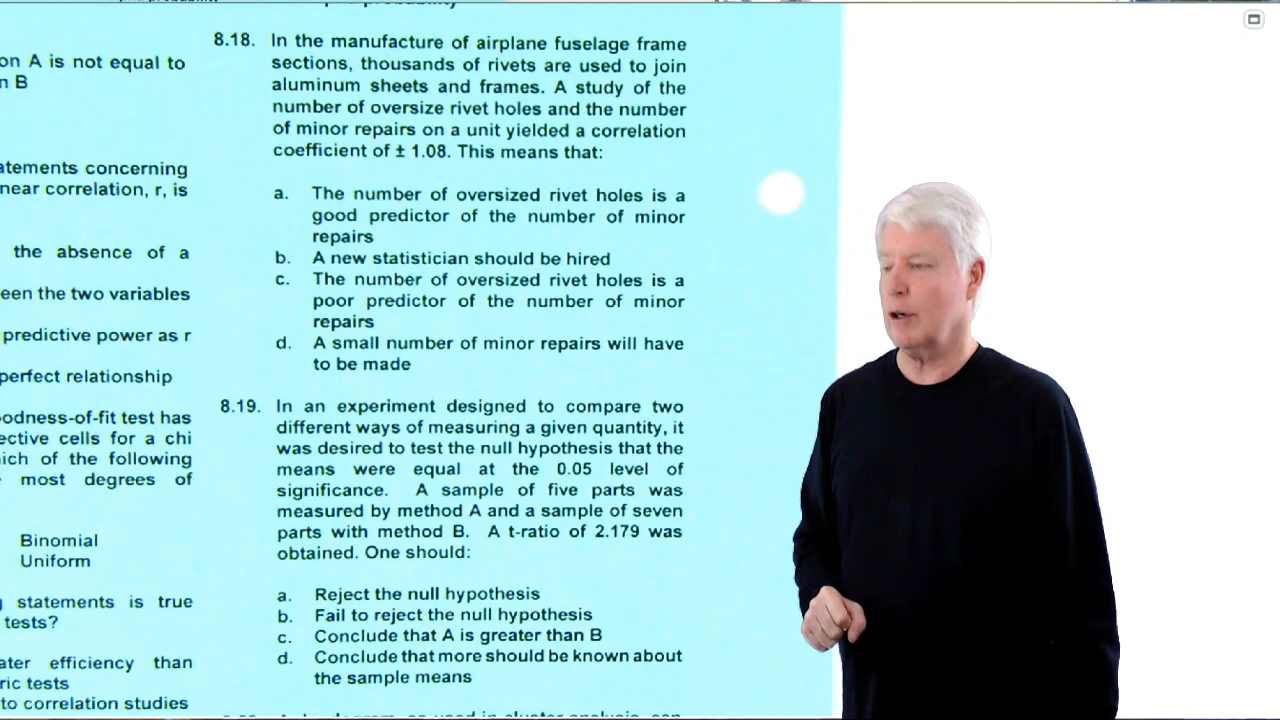 on A is not equal to
n B
atements concerning
near correlation, r, is
the absence of a
een the two variables
predictive power as r
perfect relationship
oodness-of-fit test has
ective cells for a chi
ich of the following
most degrees of
Binomial
Uniform
statements is true
tests?
ater efficiency than
ric tests
to correlation studies
probability
8.18. In the manufacture of airplane fuselage frame
sections, thousands of rivets are used to join
aluminum sheets and frames. A study of the
number of oversize rivet holes and the number
of minor repairs on a unit yielded a correlation
coefficient of ± 1.08. This means that:
a. The number of oversized rivet holes is a
good predictor of the number of minor
repairs
b. A new statistician should be hired
c. The number of oversized rivet holes is a
poor predictor of the number of minor
repairs
d. A small number of minor repairs will have
to be made
8.19. In an experiment designed to compare two
different ways of measuring a given quantity, it
was desired to test the null hypothesis that the
means were equal at the 0.05 level of
significance. A sample of five parts was
measured by method A and a sample of seven
parts with method B. A t-ratio of 2.179 was
obtained. One should:
a. Reject the null hypothesis
b. Fail to reject the null hypothesis
c. Conclude that A is greater than B
d. Conclude that more should be known about
the sample means